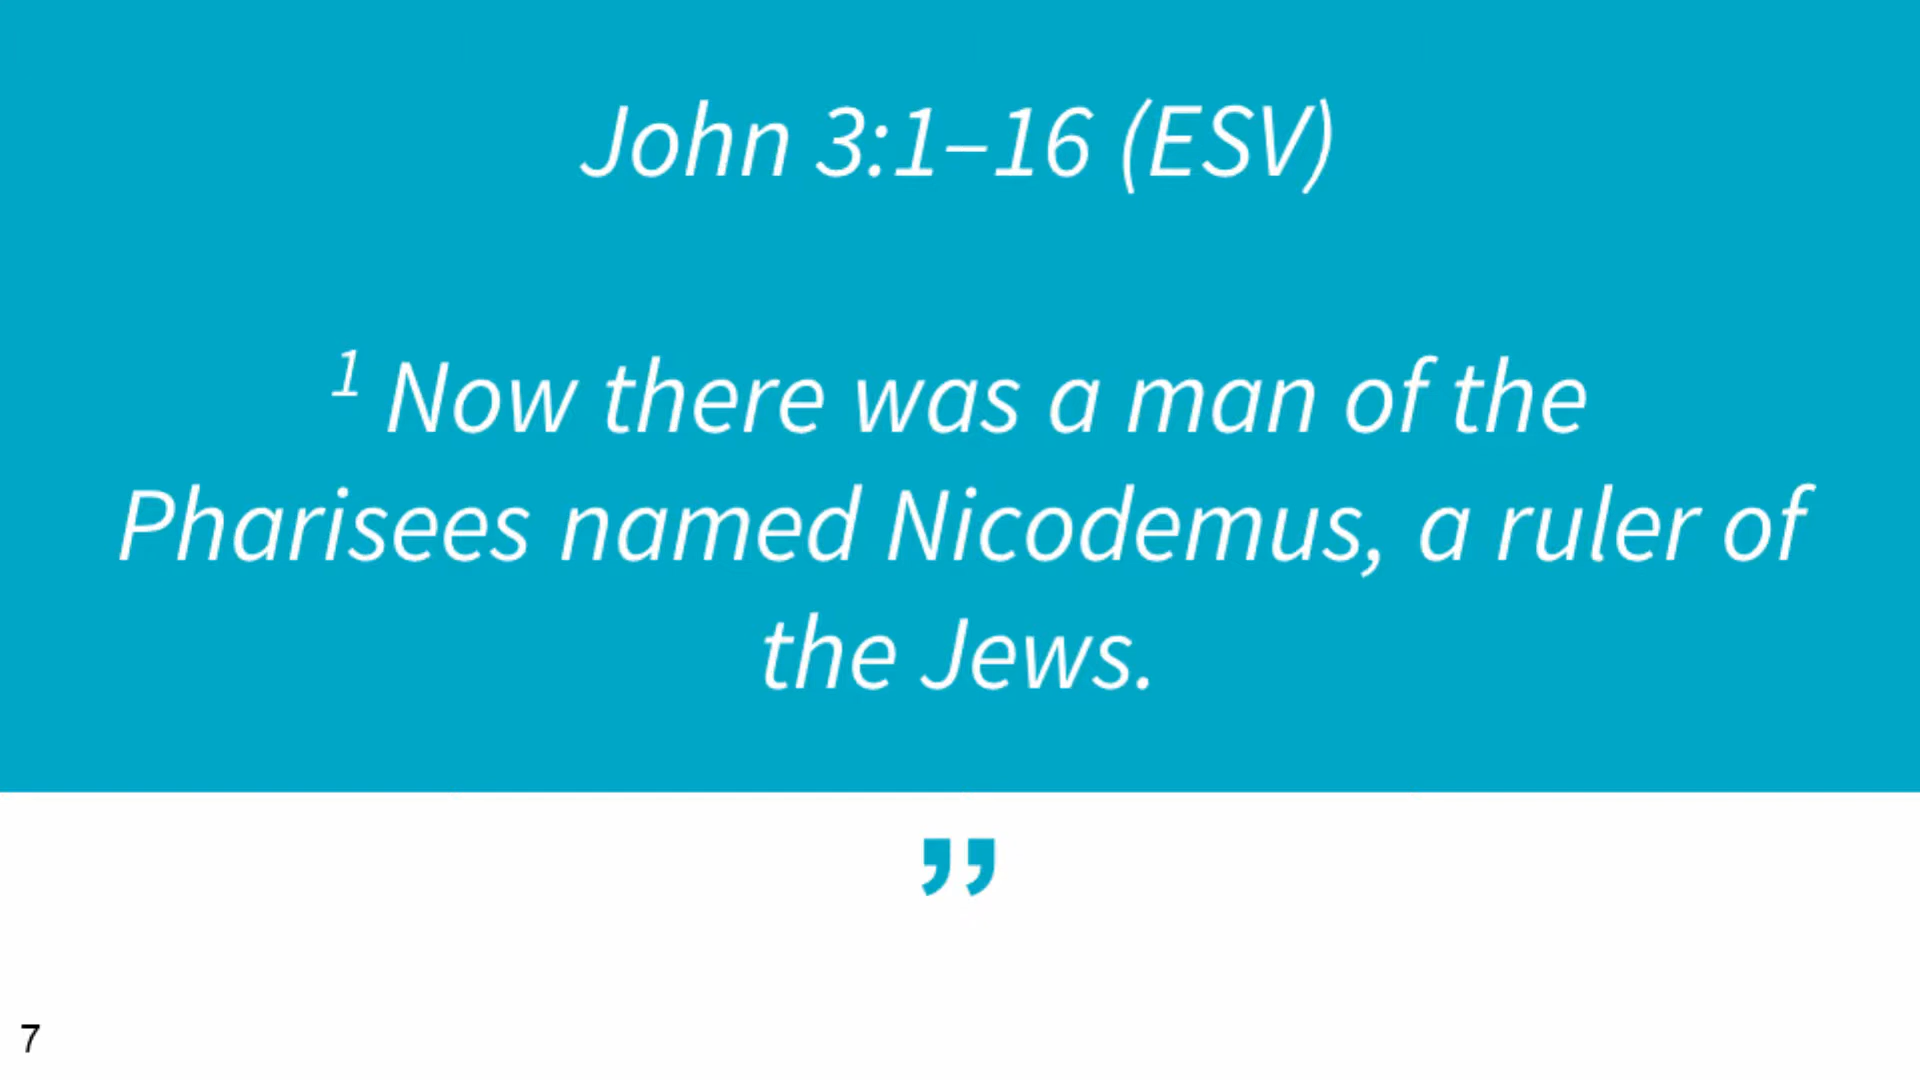 John 3:1–16 (ESV)
1 Now there was a man of the
Pharisees named Nicodemus, a ruler of
the Jews.
”
7